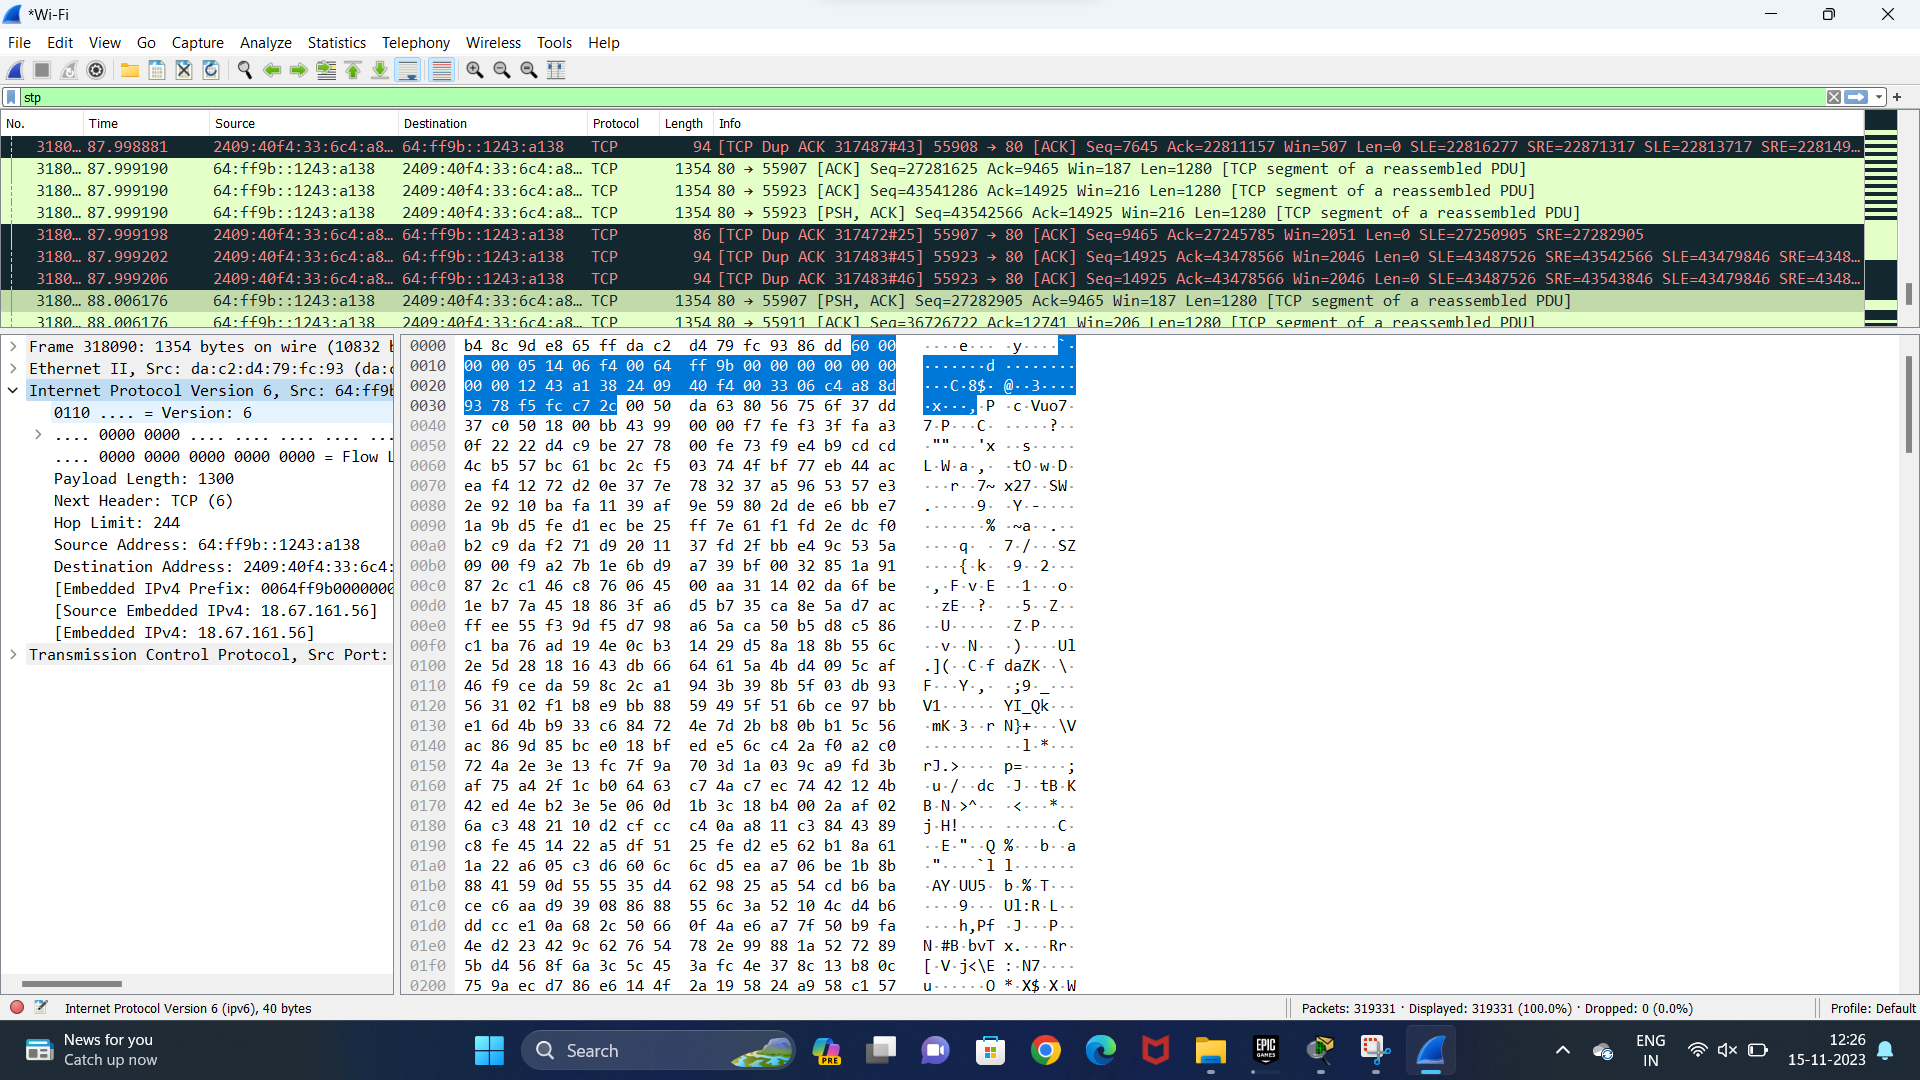 *Wi-Fi
File Edit View Go Capture Analyze Statistics Telephony Wireless Tools Help
stp
No. Time Source Destination Protocol Length Info
3180… 87.998881 2409:40f4:33:6c4:a8… 64:ff9b::1243:a138 TCP 94 [TCP Dup ACK 317487#43] 55908 → 80 [ACK] Seq=7645 Ack=22811157 Win=507 Len=0 SLE=22816277 SRE=22871317 SLE=22813717 SRE=228149…
3180… 87.999190 64:ff9b::1243:a138 2409:40f4:33:6c4:a8… TCP 1354 80 → 55907 [ACK] Seq=27281625 Ack=9465 Win=187 Len=1280 [TCP segment of a reassembled PDU]
3180… 87.999190 64:ff9b::1243:a138 2409:40f4:33:6c4:a8… TCP 1354 80 → 55923 [ACK] Seq=43541286 Ack=14925 Win=216 Len=1280 [TCP segment of a reassembled PDU]
3180… 87.999190 64:ff9b::1243:a138 2409:40f4:33:6c4:a8… TCP 1354 80 → 55923 [PSH, ACK] Seq=43542566 Ack=14925 Win=216 Len=1280 [TCP segment of a reassembled PDU]
3180… 87.999198 2409:40f4:33:6c4:a8… 64:ff9b::1243:a138 TCP 86 [TCP Dup ACK 317472#25] 55907 → 80 [ACK] Seq=9465 Ack=27245785 Win=2051 Len=0 SLE=27250905 SRE=27282905
3180… 87.999202 2409:40f4:33:6c4:a8… 64:ff9b::1243:a138 TCP 94 [TCP Dup ACK 317483#45] 55923 → 80 [ACK] Seq=14925 Ack=43478566 Win=2046 Len=0 SLE=43487526 SRE=43542566 SLE=43479846 SRE=4348…
3180… 87.999206 2409:40f4:33:6c4:a8… 64:ff9b::1243:a138 TCP 94 [TCP Dup ACK 317483#46] 55923 → 80 [ACK] Seq=14925 Ack=43478566 Win=2046 Len=0 SLE=43487526 SRE=43543846 SLE=43479846 SRE=4348…
3180… 88.006176 64:ff9b::1243:a138 2409:40f4:33:6c4:a8… TCP 1354 80 → 55907 [PSH, ACK] Seq=27282905 Ack=9465 Win=187 Len=1280 [TCP segment of a reassembled PDU]
3180… 88.006176 64:ff9b::1243:a138 2409:40f4:33:6c4:a8… TCP 1354 80 → 55911 [ACK] Seq=36726722 Ack=12741 Win=206 Len=1280 [TCP segment of a reassembled PDU]
Frame 318090: 1354 bytes on wire (10832 b
Ethernet II, Src: da:c2:d4:79:fc:93 (da:c
Internet Protocol Version 6, Src: 64:ff9b
0110 .... = Version: 6
.... 0000 0000 .... .... .... .... ...
.... 0000 0000 0000 0000 0000 = Flow L
Payload Length: 1300
Next Header: TCP (6)
Hop Limit: 244
Source Address: 64:ff9b::1243:a138
Destination Address: 2409:40f4:33:6c4:
[Embedded IPv4 Prefix: 0064ff9b0000000
[Source Embedded IPv4: 18.67.161.56]
[Embedded IPv4: 18.67.161.56]
Transmission Control Protocol, Src Port:
0000 b4 8c 9d e8 65 ff da c2 d4 79 fc 93 86 dd 60 00 ····e··· ·y····`·
0010 00 00 05 14 06 f4 00 64 ff 9b 00 00 00 00 00 00 ·······d ········
0020 00 00 12 43 a1 38 24 09 40 f4 00 33 06 c4 a8 8d ···C·8$· @··3····
0030 93 78 f5 fc c7 2c 00 50 da 63 80 56 75 6f 37 dd ·x···,·P ·c·Vuo7·
0040 37 c0 50 18 00 bb 43 99 00 00 f7 fe f3 3f fa a3 7·P···C· ·····?··
0050 0f 22 22 d4 c9 be 27 78 00 fe 73 f9 e4 b9 cd cd ·""···'x ··s·····
0060 4c b5 57 bc 61 bc 2c f5 03 74 4f bf 77 eb 44 ac L·W·a·,· ·tO·w·D·
0070 ea f4 12 72 d2 0e 37 7e 78 32 37 a5 96 53 57 e3 ···r··7~ x27··SW·
0080 2e 92 10 ba fa 11 39 af 9e 59 80 2d de e6 bb e7 .·····9· ·Y·-····
0090 1a 9b d5 fe d1 ec be 25 ff 7e 61 f1 fd 2e dc f0 ·······% ·~a··.··
00a0 b2 c9 da f2 71 d9 20 11 37 fd 2f bb e4 9c 53 5a ····q· · 7·/···SZ
00b0 09 00 f9 a2 7b 1e 6b d9 a7 39 bf 00 32 85 1a 91 ····{·k· ·9··2···
00c0 87 2c c1 46 c8 76 06 45 00 aa 31 14 02 da 6f be ·,·F·v·E ··1···o·
00d0 1e b7 7a 45 18 86 3f a6 d5 b7 35 ca 8e 5a d7 ac ··zE··?· ··5··Z··
00e0 ff ee 55 f3 9d f5 d7 98 a6 5a ca 50 b5 d8 c5 86 ··U····· ·Z·P····
00f0 c1 ba 76 ad 19 4e 0c b3 14 29 d5 8a 18 8b 55 6c ··v··N·· ·)····Ul
0100 2e 5d 28 18 16 43 db 66 64 61 5a 4b d4 09 5c af .](··C·f daZK··\·
0110 46 f9 ce da 59 8c 2c a1 94 3b 39 8b 5f 03 db 93 F···Y·,· ·;9·_···
0120 56 31 02 f1 b8 e9 bb 88 59 49 5f 51 6b ce 97 bb V1······ YI_Qk···
0130 e1 6d 4b b9 33 c6 84 72 4e 7d 2b b8 0b b1 5c 56 ·mK·3··r N}+···\V
0140 ac 86 9d 85 bc e0 18 bf ed e5 6c c4 2a f0 a2 c0 ········ ··l·*···
0150 72 4a 2e 3e 13 fc 7f 9a 70 3d 1a 03 9c a9 fd 3b rJ.>···· p=·····;
0160 af 75 a4 2f 1c b0 64 63 c7 4a c7 ec 74 42 12 4b ·u·/··dc ·J··tB·K
0170 42 ed 4e b2 3e 5e 06 0d 1b 3c 18 b4 00 2a af 02 B·N·>^·· ·<···*··
0180 6a c3 48 21 10 d2 cf cc c4 0a a8 11 c3 84 43 89 j·H!···· ······C·
0190 c8 fe 45 14 22 a5 df 51 25 fe d2 e5 62 b1 8a 61 ··E·"··Q %···b··a
01a0 1a 22 a6 05 c3 d6 60 6c 6c d5 ea a7 06 be 1b 8b ·"····`l l·······
01b0 88 41 59 0d 55 55 35 d4 62 98 25 a5 54 cd b6 ba ·AY·UU5· b·%·T···
01c0 ce c6 aa d9 39 08 86 88 55 6c 3a 52 10 4c d4 b6 ····9··· Ul:R·L··
01d0 dd cc e1 0a 68 2c 50 66 0f 4a e6 a7 7f 50 b9 fa ····h,Pf ·J···P··
01e0 4e d2 23 42 9c 62 76 54 78 2e 99 88 1a 52 72 89 N·#B·bvT x.···Rr·
01f0 5b d4 56 8f 6a 3c 5c 45 3a fc 4e 37 8c 13 b8 0c [·V·j<\E :·N7····
0200 75 9a ec d7 86 e6 14 4f 2a 19 58 24 a9 58 c1 57 u······O *·X$·X·W
Internet Protocol Version 6 (ipv6), 40 bytes Packets: 319331 · Displayed: 319331 (100.0%) · Dropped: 0 (0.0%) Profile: Default
News for you
Catch up now
Search
PRE
EPIC
GAMES
ENG
IN
12:26
15-11-2023